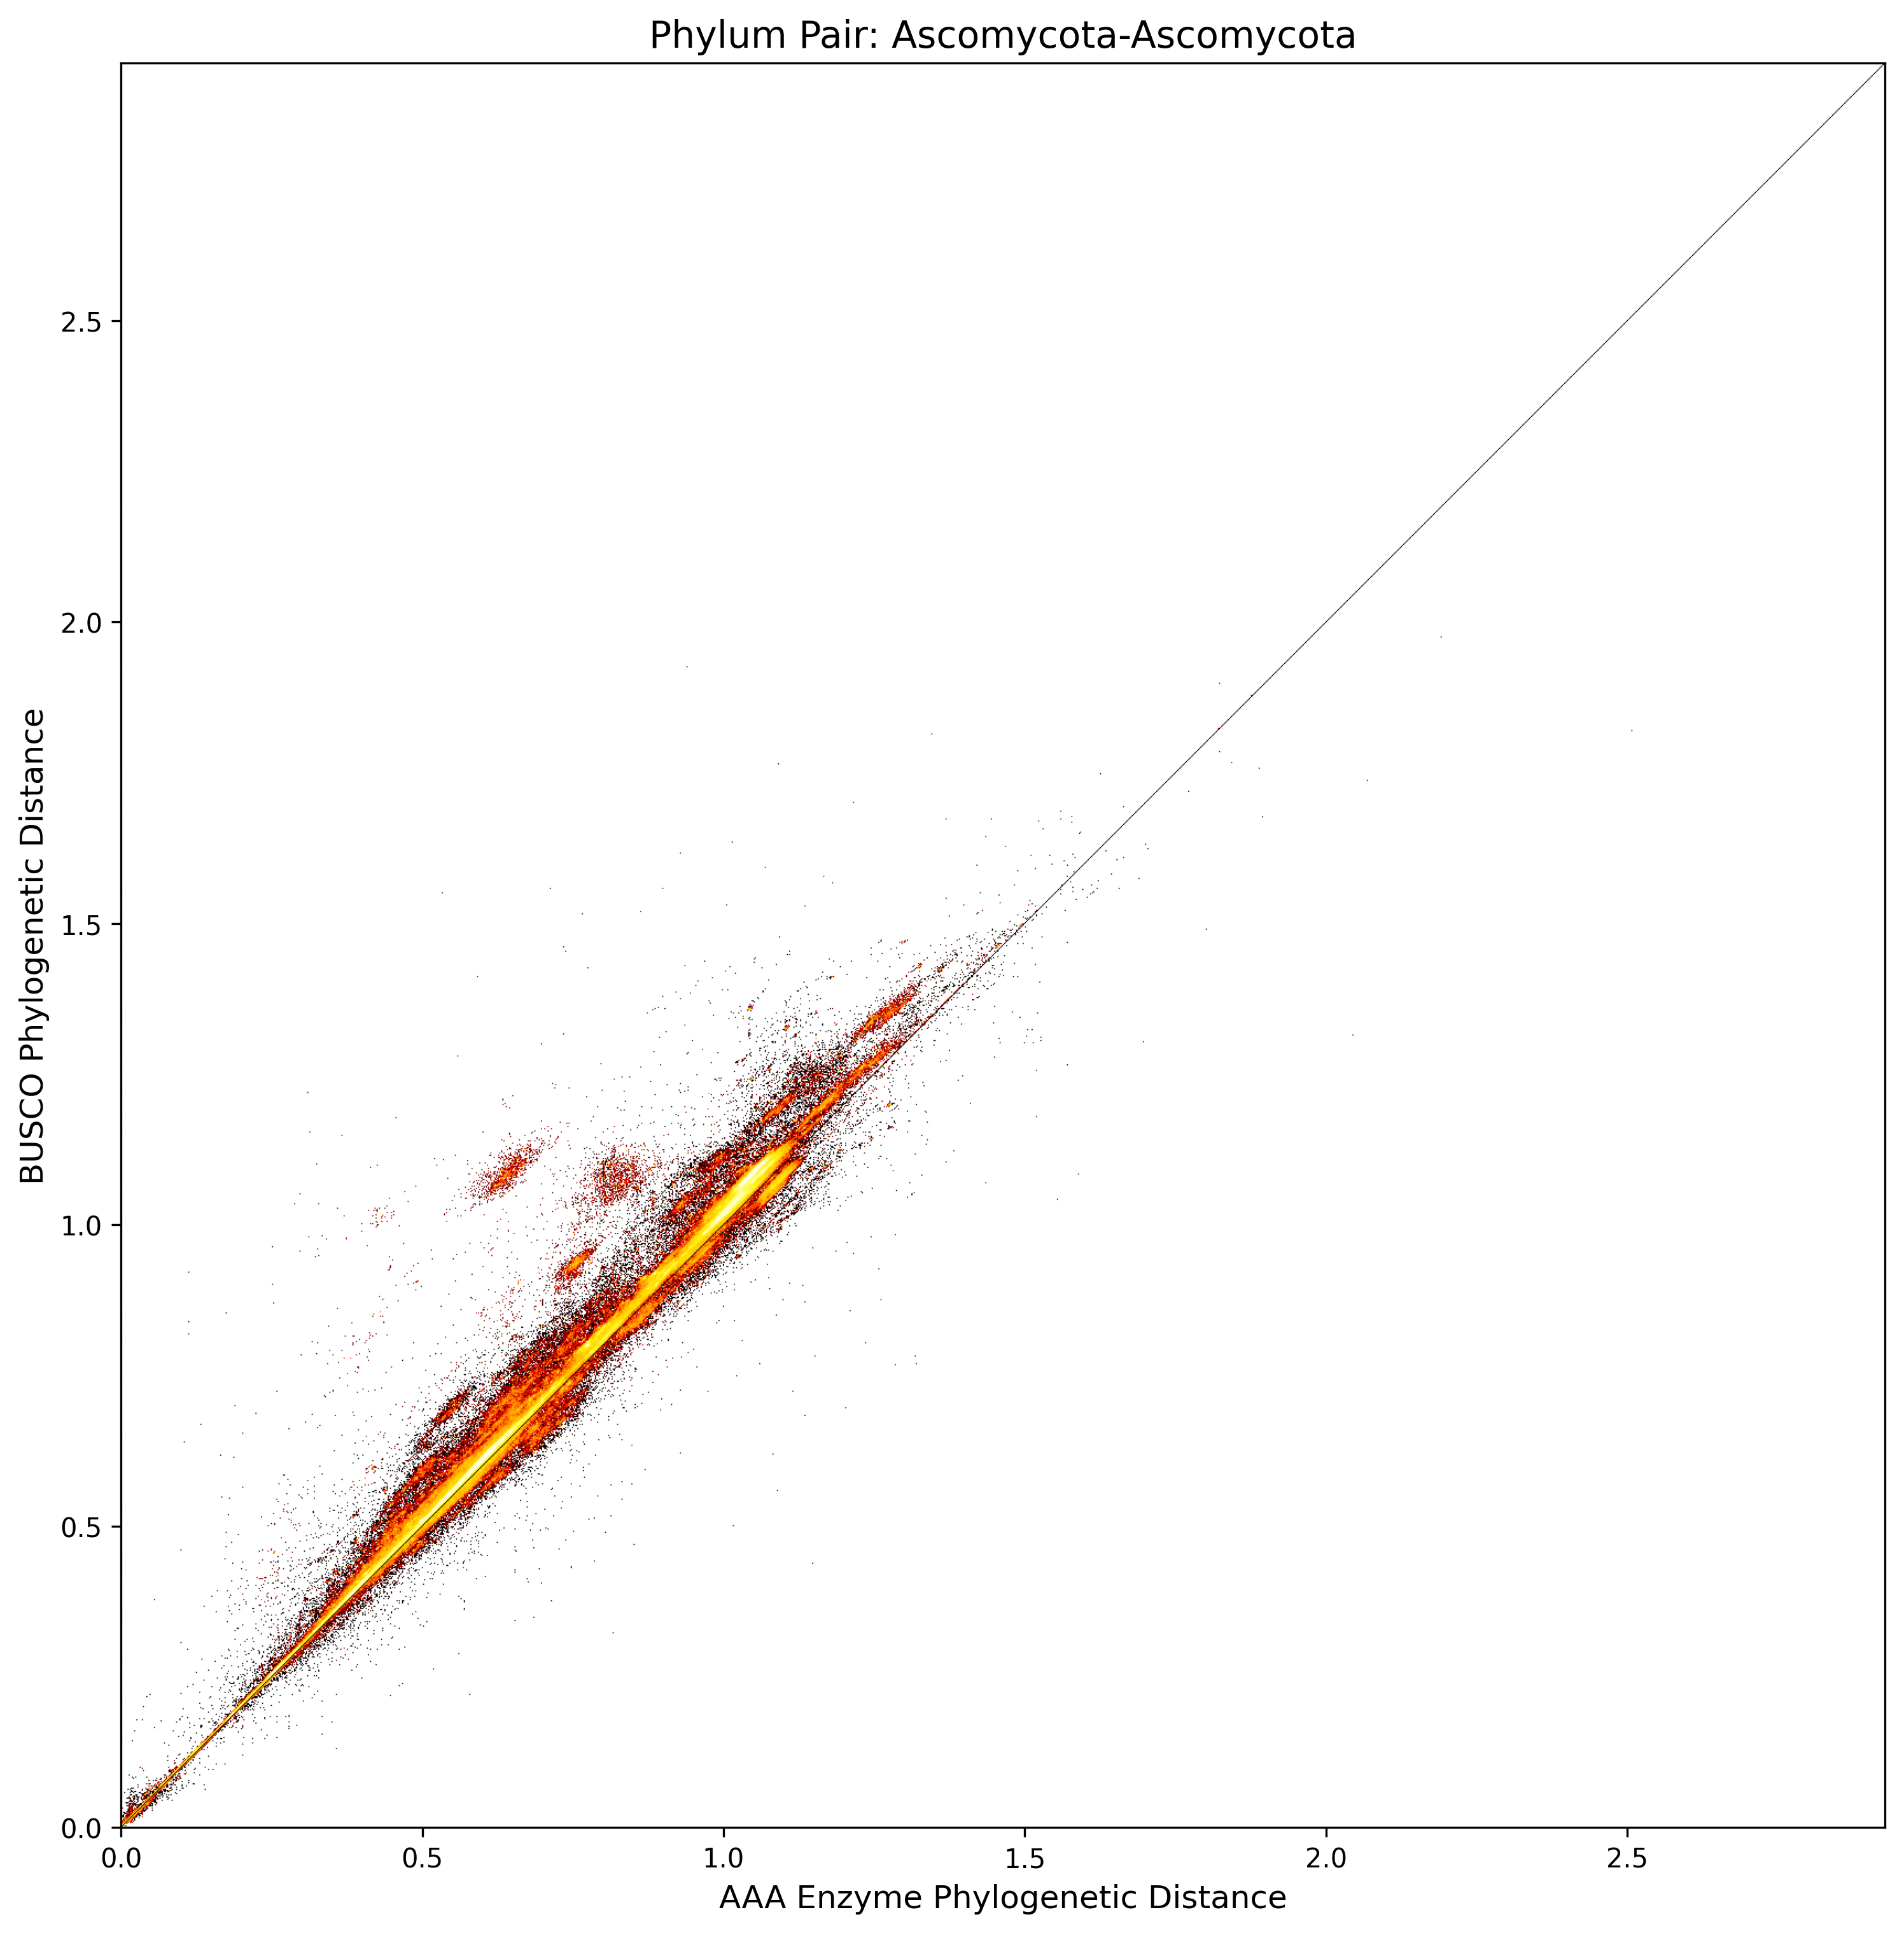 Phylum Pair: Ascomycota-Ascomycota
BUSCO Phylogenetic Distance
2.5
2.0
1.5
1.0
0.5
0.0
0.0 0.5 1.0 1.5 2.0 2.5
AAA Enzyme Phylogenetic Distance